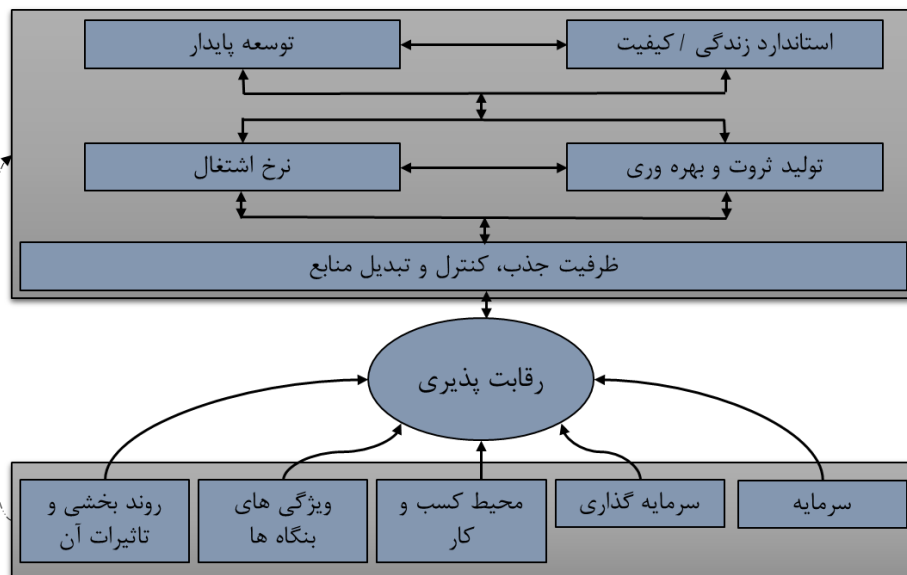 استاندارد زندگی / کیفیت
توسعه پایدار
تولید ثروت و بهره وری
نرخ اشتغال
ظرفیت جذب، کنترل و تبدیل منابع
رقابت پذیری
سرمایه
سرمایه گذاری
محیط کسب و
کار
ویژگی های
بنگاه ها
روند بخشی و
تاثیرات آن